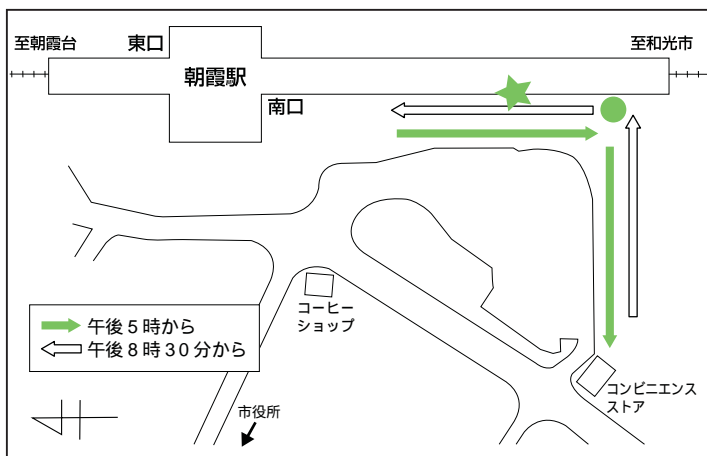 至朝霞台
東口
至和光市
朝霞駅
南口
コーヒー
ショップ
午後5時から
午後8時30分から
コンビニエンス
ストア
市役所